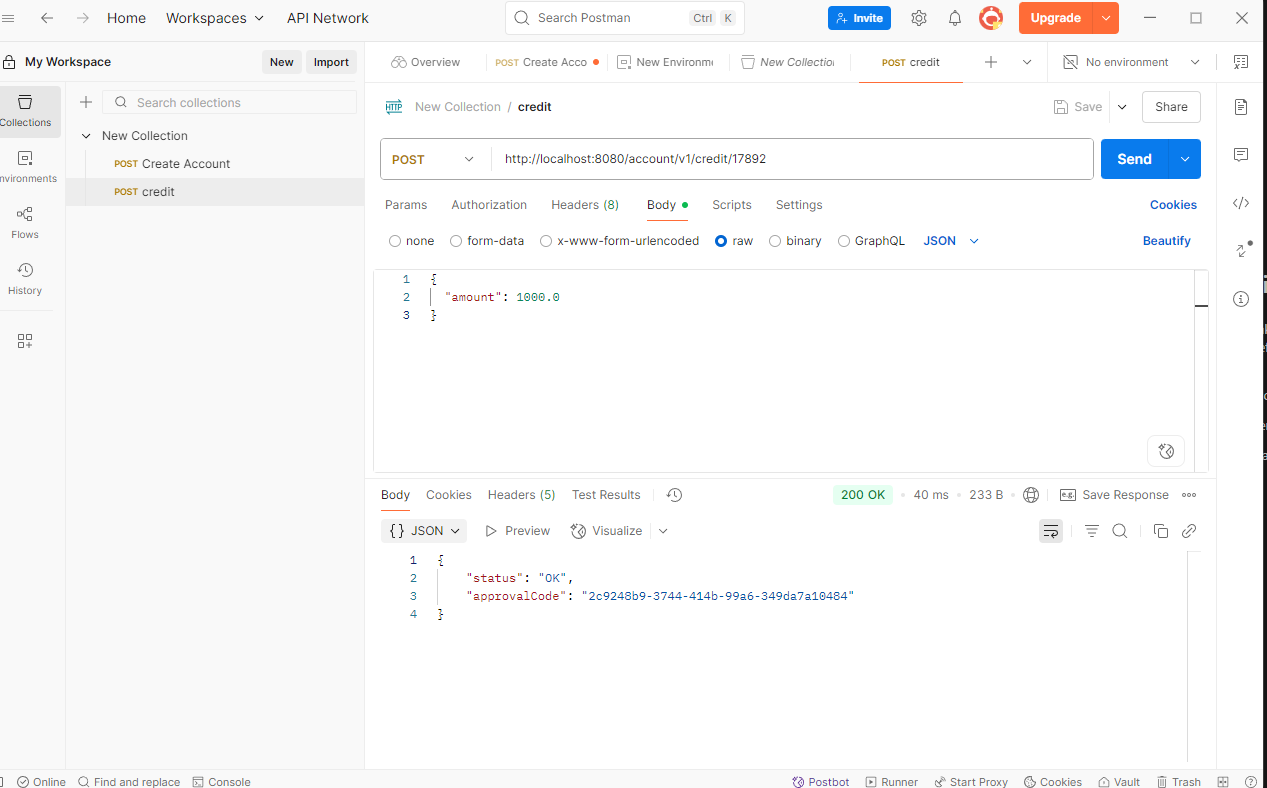 Home Workspaces API Network Search Postman Ctrl K Invite Upgrade
My Workspace New Import Overview POST Create Acco New Environm New Collection POST credit No environment
Collections Search collections New Collection / credit Save Share
New Collection
POST Create Account POST http://localhost:8080/account/v1/credit/17892 Send
nvironments
POST credit
Params Authorization Headers (8) Body Scripts Settings Cookies
Flows
none form-data x-www-form-urlencoded raw binary GraphQL JSON Beautify
History
1 {
2 "amount": 1000.0
3 }
Body Cookies Headers (5) Test Results 200 OK 40 ms 233 B e.g. Save Response
{} JSON Preview Visualize
1 {
2 "status": "OK",
3 "approvalCode": "2c9248b9-3744-414b-99a6-349da7a10484"
4 }
Online Find and replace Console Postbot Runner Start Proxy Cookies Vault Trash